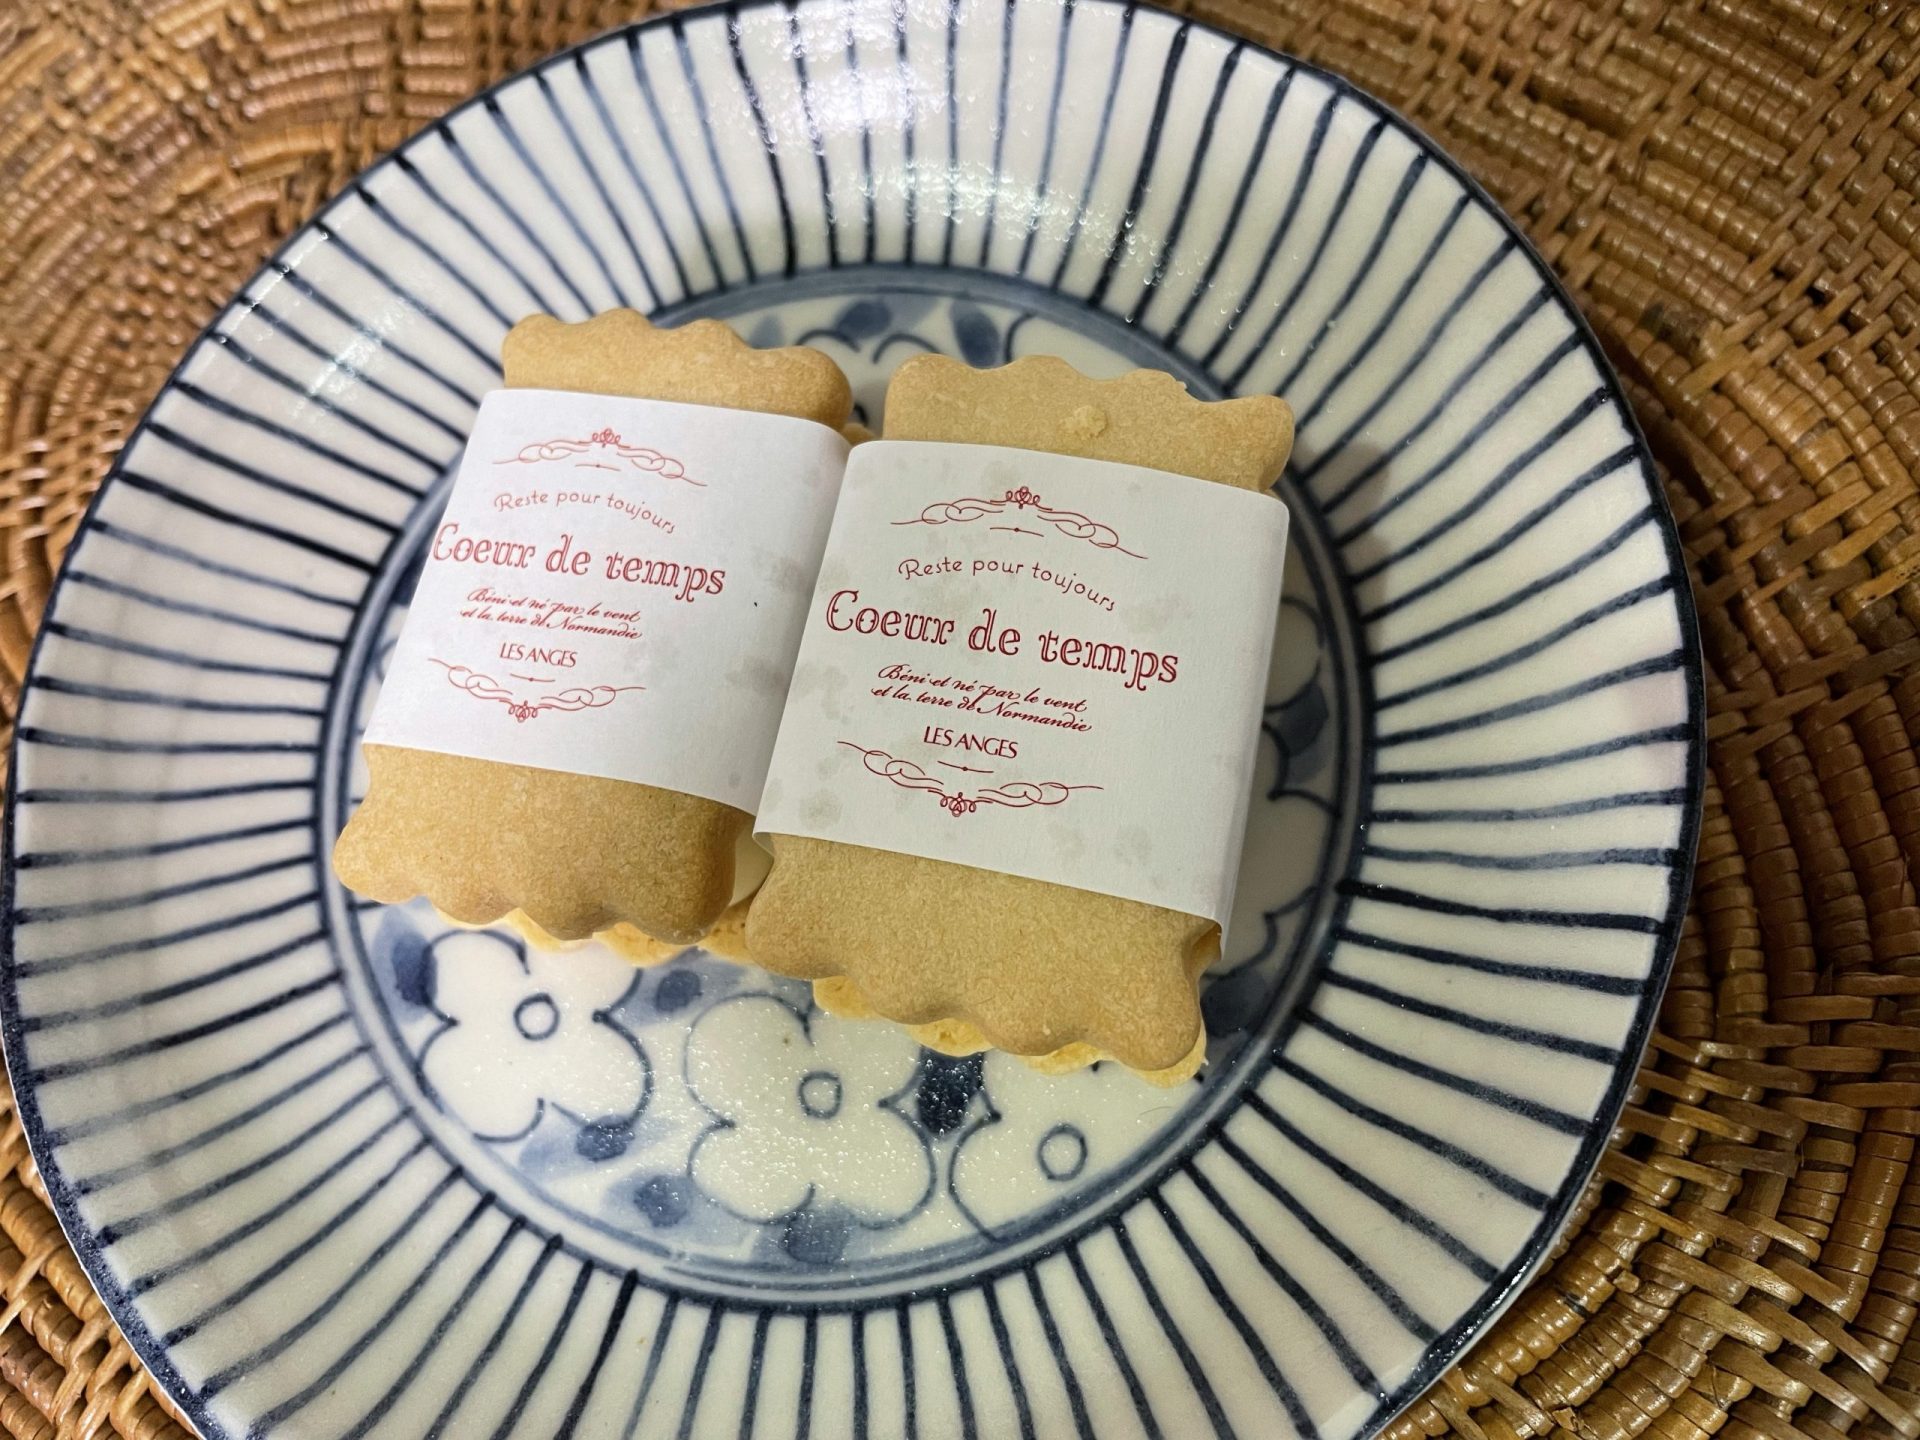 Reste pour toujours
Coeur de temps
Béni et né par le vent
et la terre de Normandie
LES ANGES
Reste pour toujours
Coeur de temps
Béni et né par le vent
et la terre de Normandie
LES ANGES